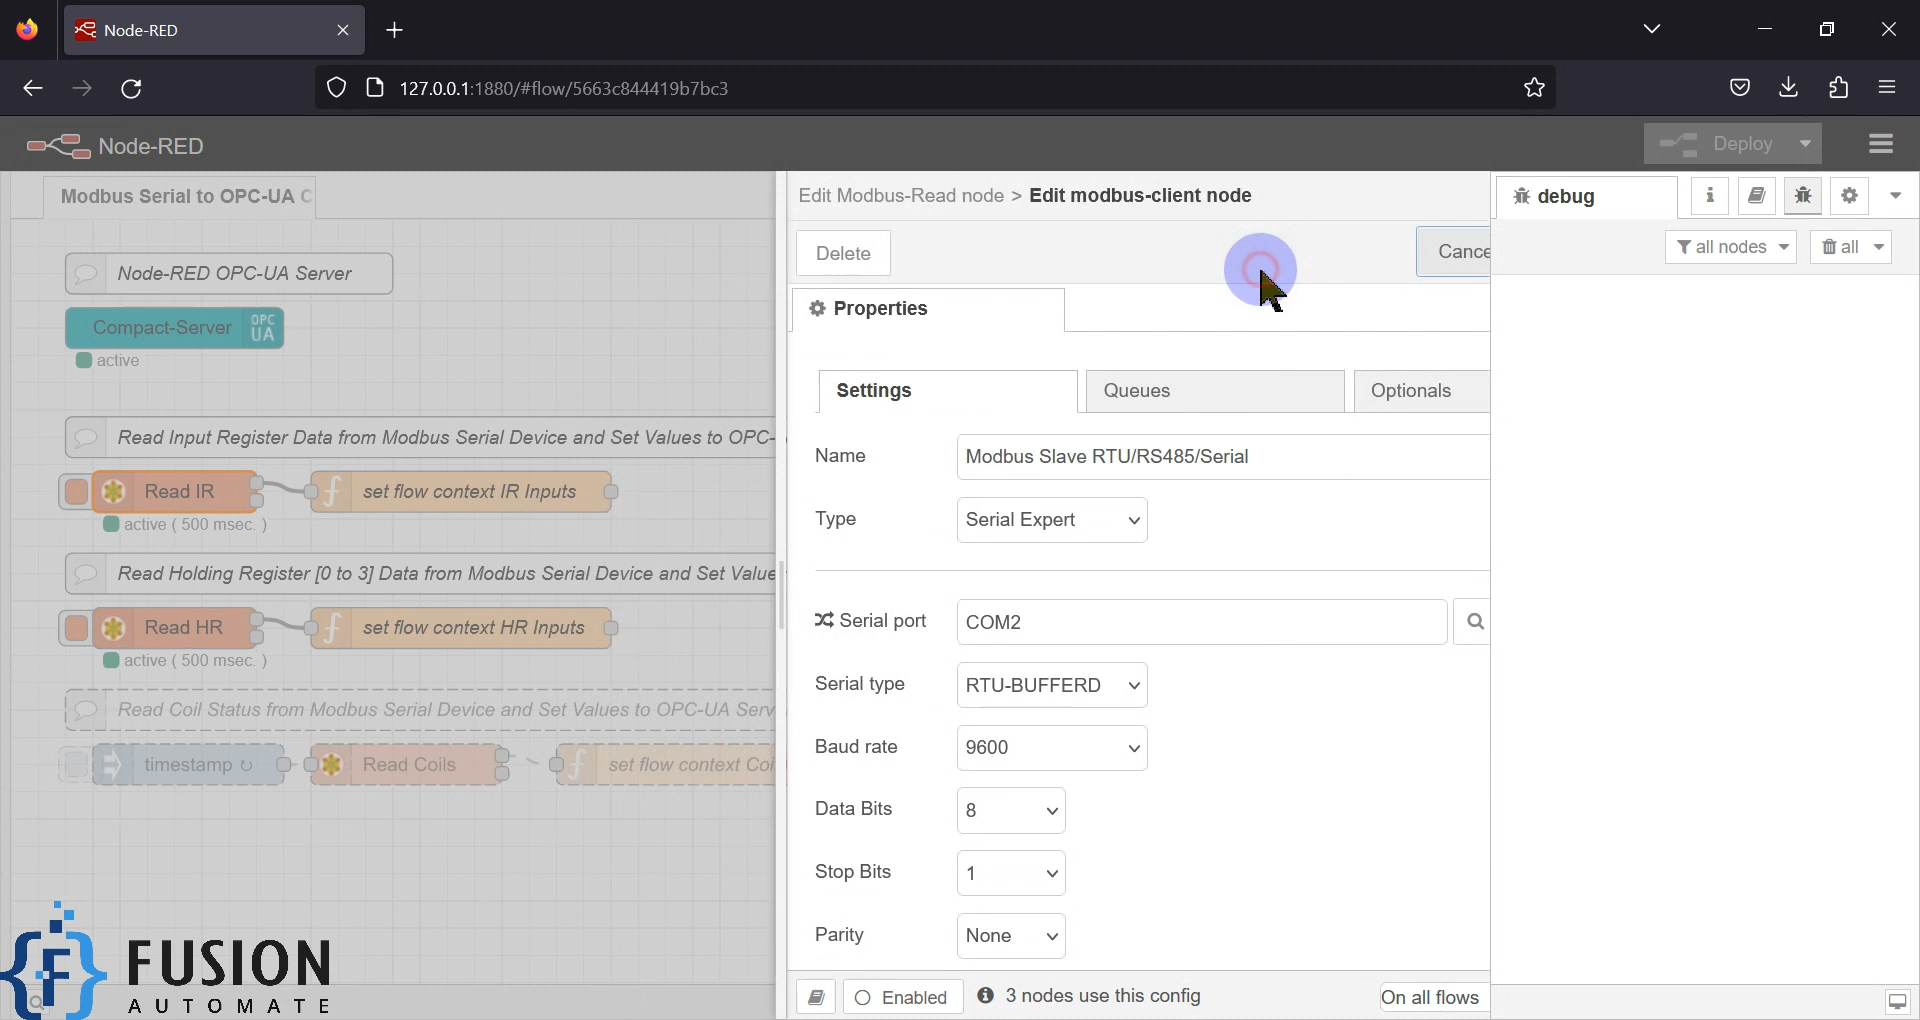 Node-RED
127.0.0.1:1880/#flow/5663c844419b7bc3
Node-RED
Deploy
Modbus Serial to OPC-UA C
Edit Modbus-Read node > Edit modbus-client node
debug
Delete
Cance
all nodes
all
Node-RED OPC-UA Server
Properties
Compact-Server
OPC UA
active
Settings
Queues
Optionals
Read Input Register Data from Modbus Serial Device and Set Values to OPC-
Name
Modbus Slave RTU/RS485/Serial
Read IR
set flow context IR Inputs
active ( 500 msec. )
Type
Serial Expert
Read Holding Register [0 to 3] Data from Modbus Serial Device and Set Value
Serial port
COM2
Read HR
set flow context HR Inputs
active ( 500 msec. )
Serial type
RTU-BUFFERD
Read Coil Status from Modbus Serial Device and Set Values to OPC-UA Serv
Baud rate
9600
timestamp ↻
Read Coils
set flow context Coi
Data Bits
8
Stop Bits
1
Parity
None
FUSION
AUTOMATE
Enabled
3 nodes use this config
On all flows